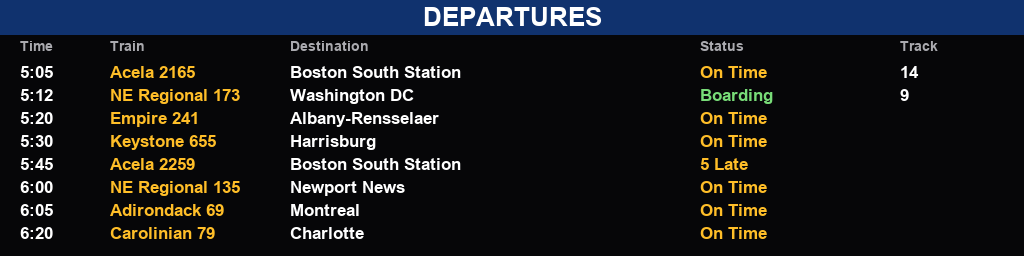 DEPARTURES
Time Train Destination Status Track
5:05 Acela 2165 Boston South Station On Time 14
5:12 NE Regional 173 Washington DC Boarding 9
5:20 Empire 241 Albany-Rensselaer On Time
5:30 Keystone 655 Harrisburg On Time
5:45 Acela 2259 Boston South Station 5 Late
6:00 NE Regional 135 Newport News On Time
6:05 Adirondack 69 Montreal On Time
6:20 Carolinian 79 Charlotte On Time